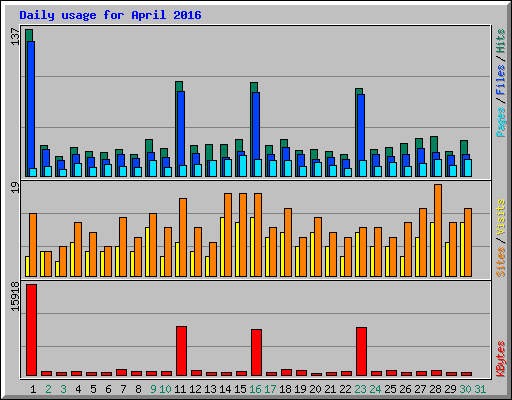 Daily usage for April 2016
137
Pages / Files / Hits
19
Sites / Visits
15918
KBytes
1 2 3 4 5 6 7 8 9 10 11 12 13 14 15 16 17 18 19 20 21 22 23 24 25 26 27 28 29 30 31